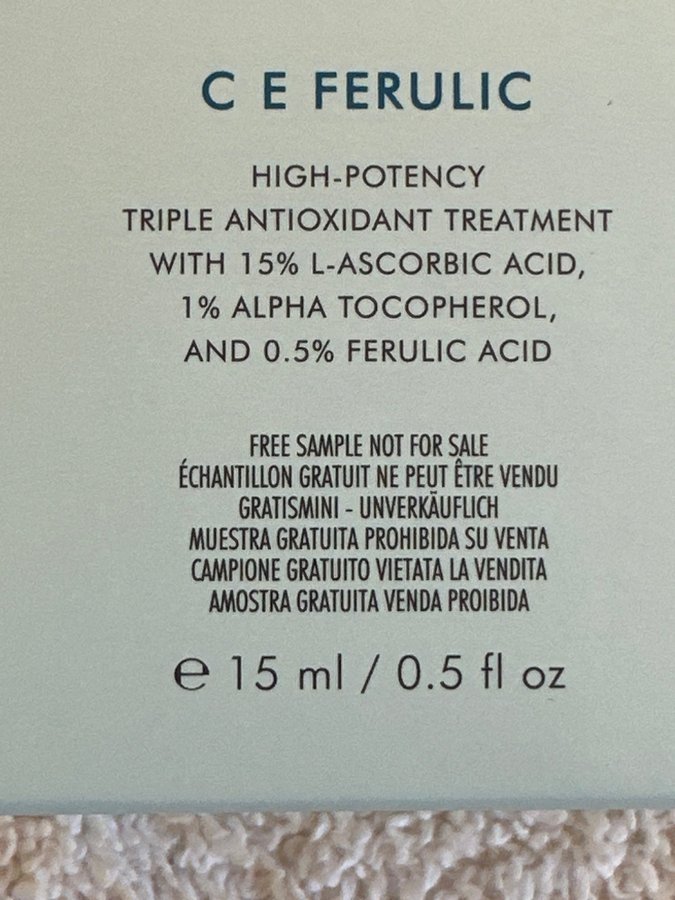 C E FERULIC
HIGH-POTENCY
TRIPLE ANTIOXIDANT TREATMENT
WITH 15% L-ASCORBIC ACID,
1% ALPHA TOCOPHEROL,
AND 0.5% FERULIC ACID
FREE SAMPLE NOT FOR SALE
ÉCHANTILLON GRATUIT NE PEUT ÊTRE VENDU
GRATISMINI - UNVERKÄUFLICH
MUESTRA GRATUITA PROHIBIDA SU VENTA
CAMPIONE GRATUITO VIETATA LA VENDITA
AMOSTRA GRATUITA VENDA PROIBIDA
℮ 15 ml / 0.5 fl oz